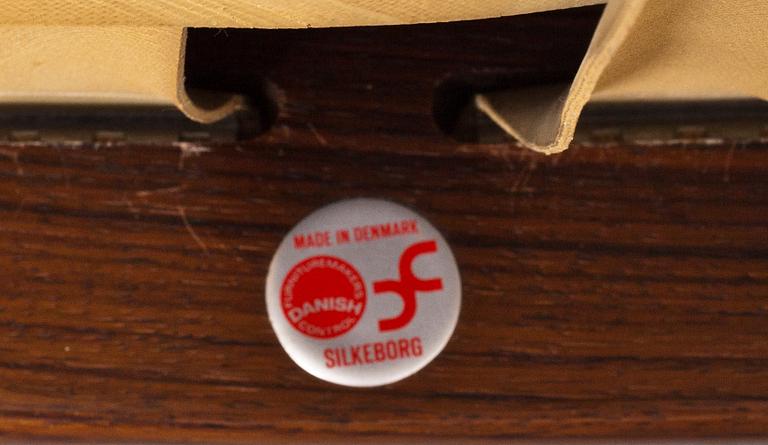 MADE IN DENMARK
FURNITUREMAKERS
DANISH
CONTROL
SILKEBORG